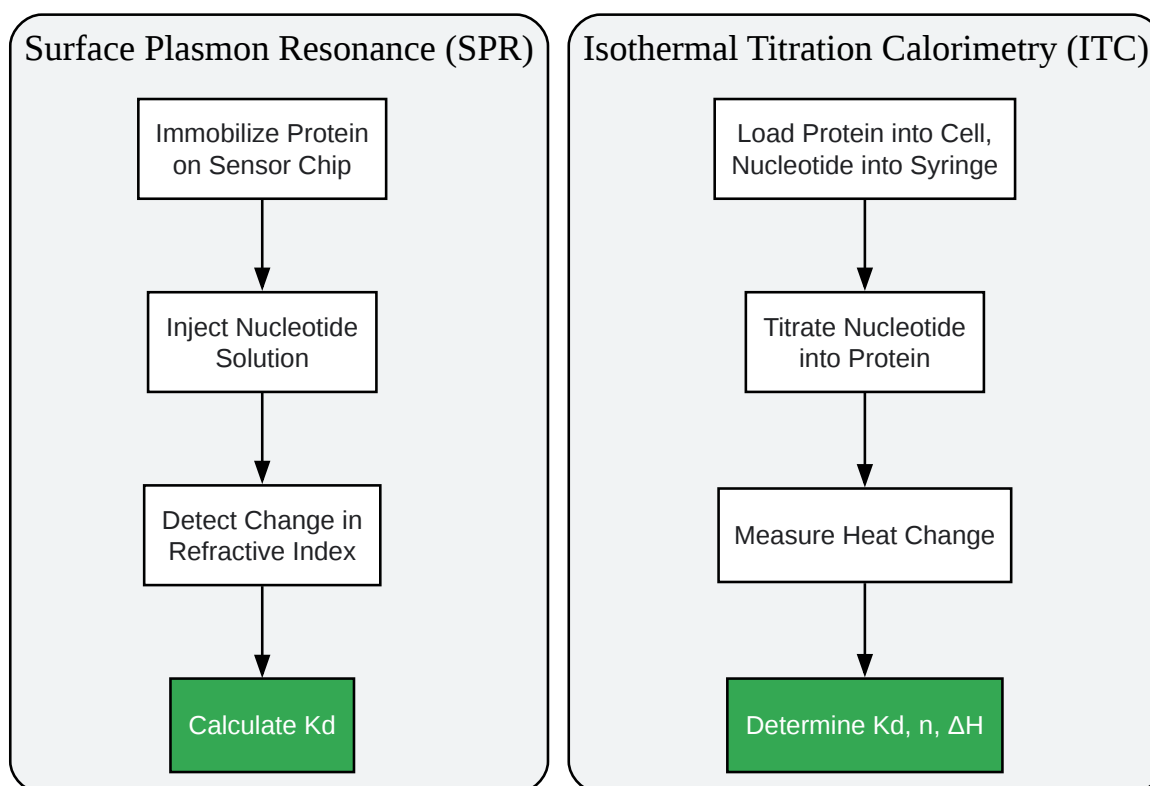 Surface Plasmon Resonance (SPR)
Immobilize Protein
on Sensor Chip
Inject Nucleotide
Solution
Detect Change in
Refractive Index
Calculate Kd
Isothermal Titration Calorimetry (ITC)
Load Protein into Cell,
Nucleotide into Syringe
Titrate Nucleotide
into Protein
Measure Heat Change
Determine Kd, n, ΔH